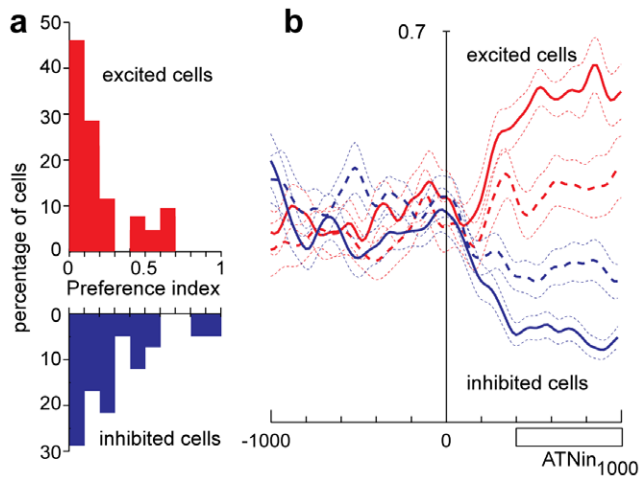 a
50
40
30
20
10
0
excited cells
0 0.5 1
Preference index
percentage of cells
0
10
20
30
inhibited cells
b
0.7
excited cells
inhibited cells
-1000 0 1000
ATNin